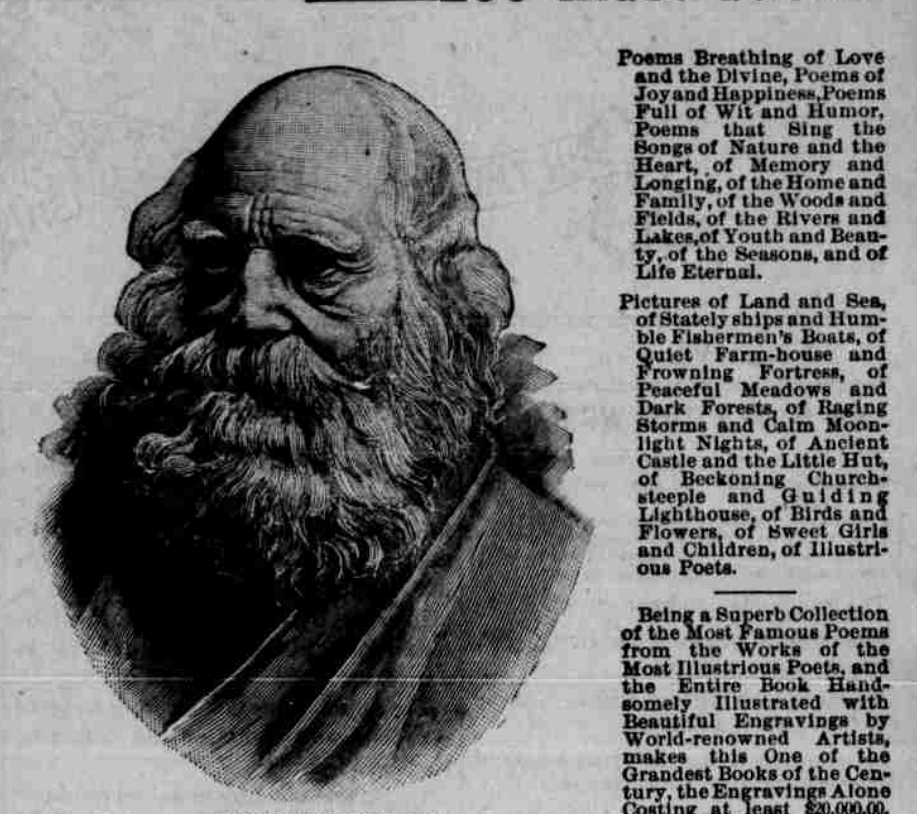 Poems Breathing of Love
and the Divine, Poems of
Joy and Happiness, Poems
Full of Wit and Humor,
Poems that Sing the
Songs of Nature and the
Heart, of Memory and
Longing, of the Home and
Family, of the Woods and
Fields, of the Rivers and
Lakes, of Youth and Beau-
ty, of the Seasons, and of
Life Eternal.
Pictures of Land and Sea,
of Stately ships and Hum-
ble Fishermen's Boats, of
Quiet Farm-house and
Frowning Fortress, of
Peaceful Meadows and
Dark Forests, of Raging
Storms and Calm Moon-
light Nights, of Ancient
Castle and the Little Hut,
of Beckoning Church-
steeple and Guiding
Lighthouse, of Birds and
Flowers, of Sweet Girls
and Children, of Illustri-
ous Poets.
Being a Superb Collection
of the Most Famous Poems
from the Works of the
Most Illustrious Poets, and
the Entire Book Hand-
somely Illustrated with
Beautiful Engravings by
World-renowned Artists,
makes this One of the
Grandest Books of the Cen-
tury, the Engravings Alone
Costing at least $20,000.00.